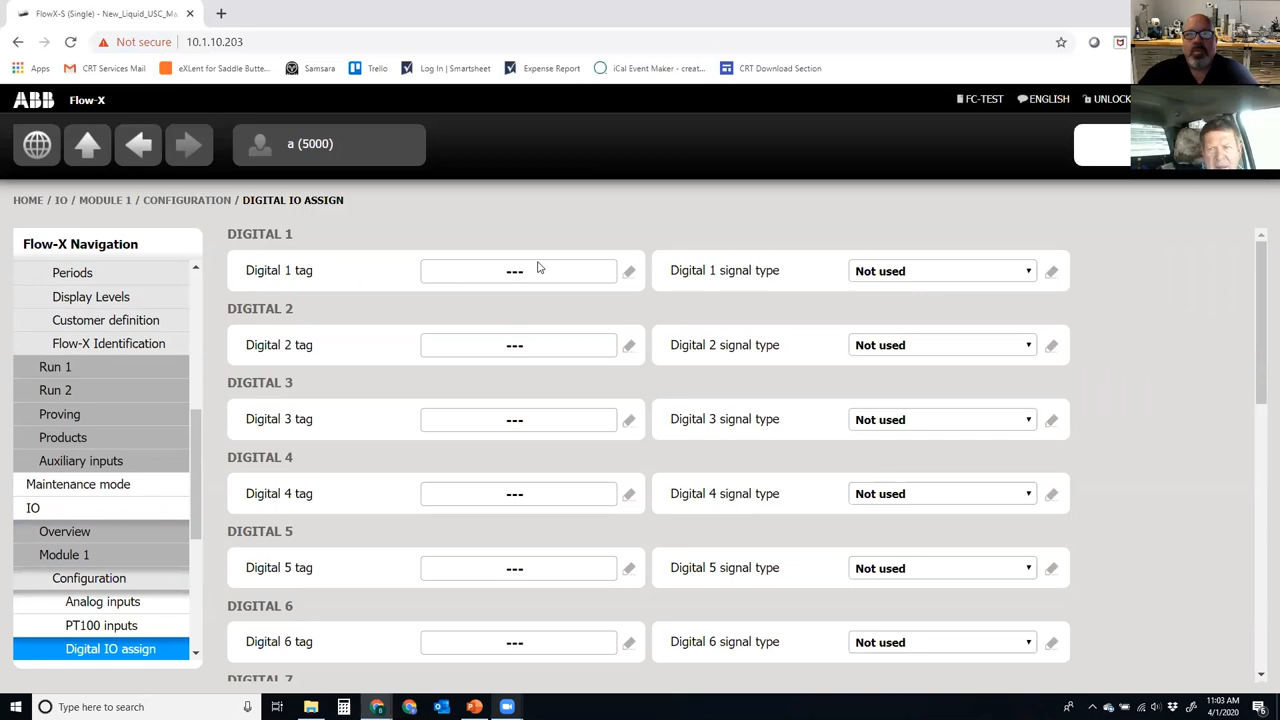 FlowX-S (Single) - New_Liquid_USC_M
Not secure
10.1.10.203
Apps
CRT Services Mail
eXLent for Saddle Butte...
Samsara
Trello
Log In | Smartsheet
Expense Report
iCal Event Maker - creat...
CRT Download Section
ABB
Flow-X
FC-TEST
ENGLISH
UNLOCK
a (5000)
HOME / IO / MODULE 1 / CONFIGURATION / DIGITAL IO ASSIGN
Flow-X Navigation
Periods
Display Levels
Customer definition
Flow-X Identification
Run 1
Run 2
Proving
Products
Auxiliary inputs
Maintenance mode
IO
Overview
Module 1
Configuration
Analog inputs
PT100 inputs
Digital IO assign
DIGITAL 1
Digital 1 tag --- Digital 1 signal type Not used
DIGITAL 2
Digital 2 tag --- Digital 2 signal type Not used
DIGITAL 3
Digital 3 tag --- Digital 3 signal type Not used
DIGITAL 4
Digital 4 tag --- Digital 4 signal type Not used
DIGITAL 5
Digital 5 tag --- Digital 5 signal type Not used
DIGITAL 6
Digital 6 tag --- Digital 6 signal type Not used
DIGITAL 7
Type here to search
11:03 AM
4/1/2020